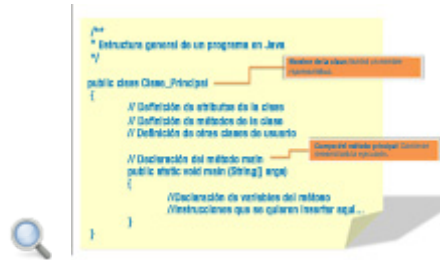 /**
* Estructura general de un programa en Java
*/
public class Clase_Principal
{
// Definición de atributos de la clase
// Definición de métodos de la clase
// Definición de otras clases de usuario
// Declaración del método main
public static void main (String[] args)
{
//Declaración de variables del método
//Instrucciones que se quieren insertar aquí...
}
}
Nombre de la clase:
representativo.
Cuerpo del método principal: